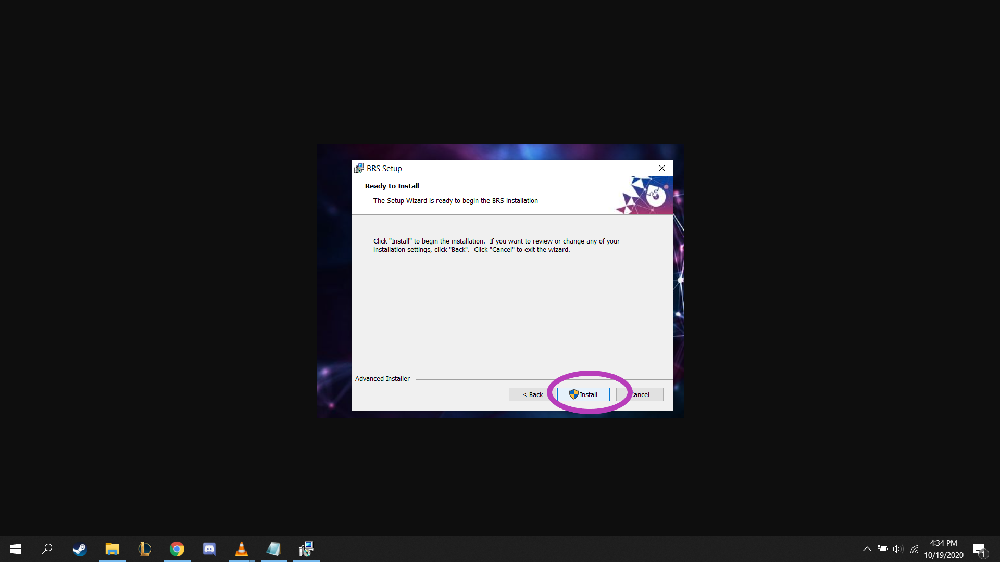 BRS Setup
Ready to Install
The Setup Wizard is ready to begin the BRS installation
Click "Install" to begin the installation.  If you want to review or change any of your
installation settings, click "Back".  Click "Cancel" to exit the wizard.
Advanced Installer
< Back
Install
Cancel
4:34 PM
10/19/2020
1